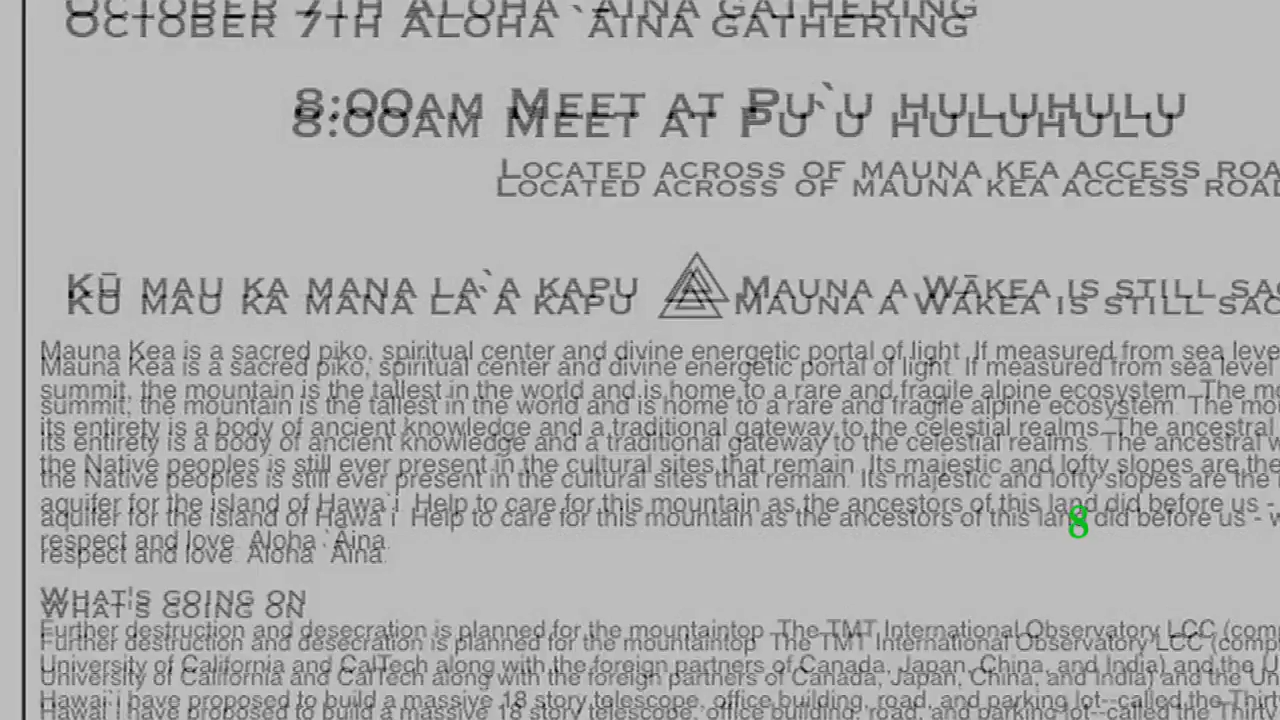 OCTOBER 7TH ALOHA `ĀINA GATHERING
8:00AM MEET AT PU`U HULUHULU
LOCATED ACROSS OF MAUNA KEA ACCESS ROA
KŪ MAU KA MANA LA`A KAPU MAUNA A WĀKEA IS STILL SAC
Mauna Kea is a sacred piko, spiritual center and divine energetic portal of light. If measured from sea level
summit, the mountain is the tallest in the world and is home to a rare and fragile alpine ecosystem. The mo
its entirety is a body of ancient knowledge and a traditional gateway to the celestial realms. The ancestral
the Native peoples is still ever present in the cultural sites that remain. Its majestic and lofty slopes are the
aquifer for the island of Hawai`i. Help to care for this mountain as the ancestors of this land did before us -
8
respect and love. Aloha `Āina.
WHAT'S GOING ON
Further destruction and desecration is planned for the mountaintop. The TMT International Observatory LCC (comp
University of California and CalTech along with the foreign partners of Canada, Japan, China, and India) and the Un
Hawai`i have proposed to build a massive 18 story telescope, office building, road, and parking lot--called the Thirty